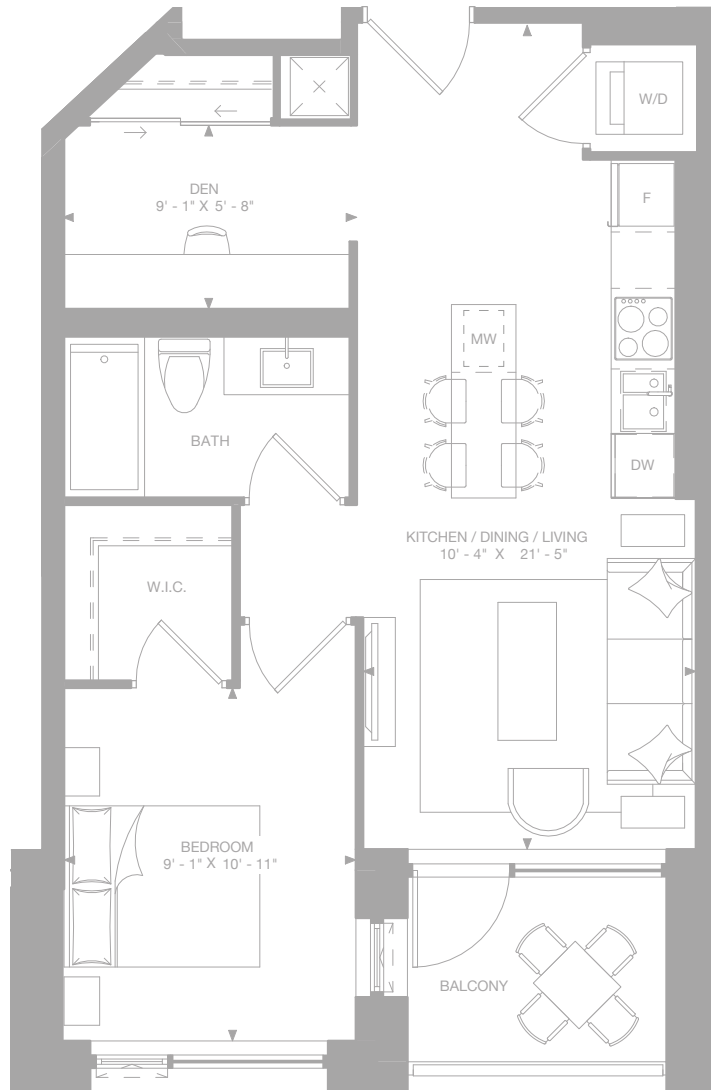 W/D
DEN
9' - 1" X 5' - 8"
F
MW
BATH
DW
KITCHEN / DINING / LIVING
10' - 4" X 21' - 5"
W.I.C.
BEDROOM
9' - 1" X 10' - 11"
BALCONY